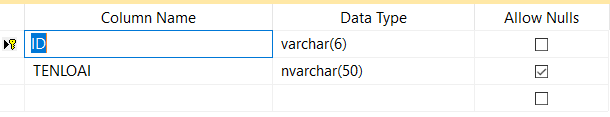 Column Name Data Type Allow Nulls
ID varchar(6)
TENLOAI nvarchar(50)